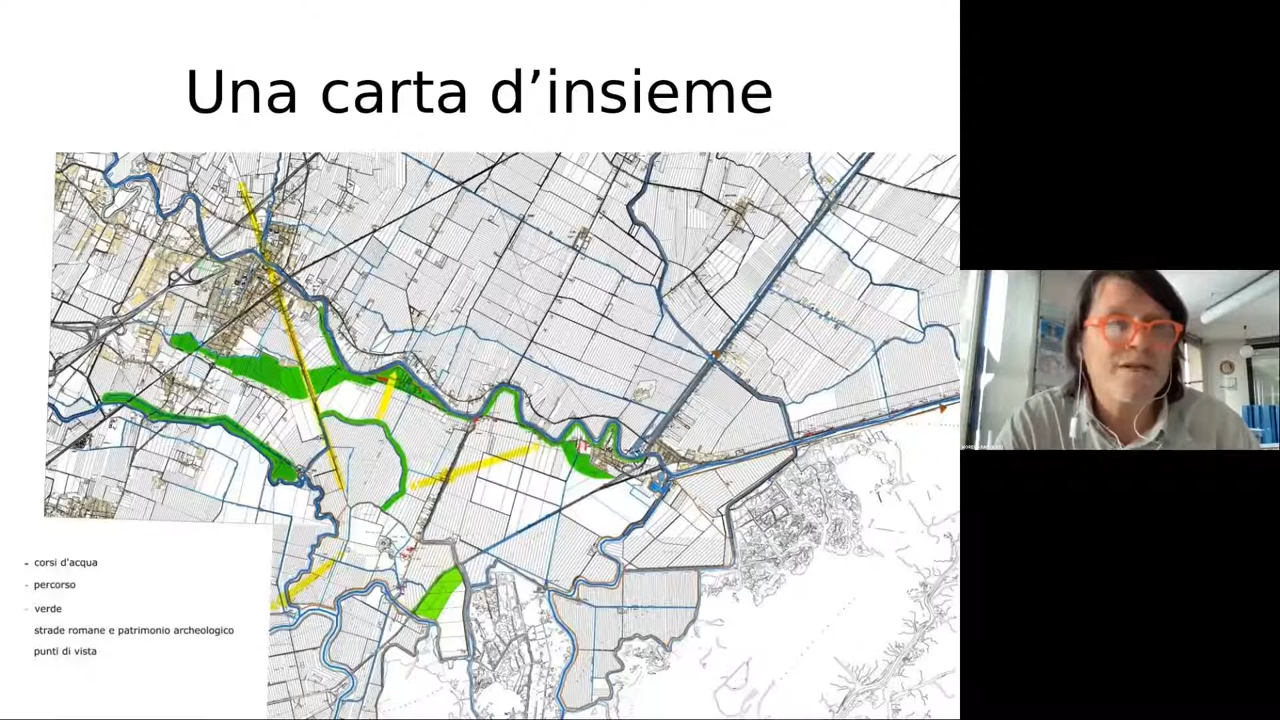 Una carta d’insieme
- corsi d'acqua
- percorso
- verde
strade romane e patrimonio archeologico
punti di vista